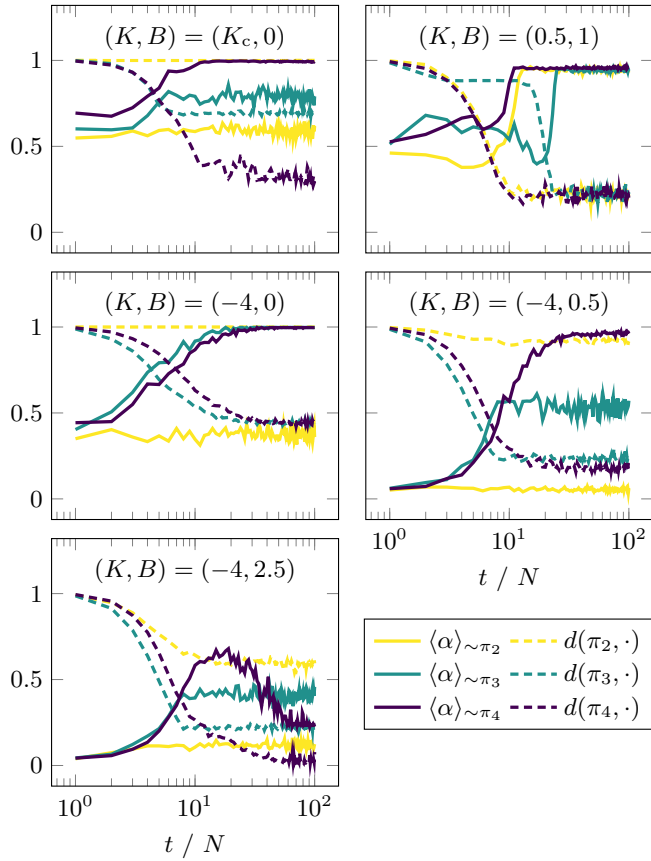 (K, B) = (K_c, 0)
(K, B) = (0.5, 1)
1
0.5
0
(K, B) = (−4, 0)
(K, B) = (−4, 0.5)
1
0.5
0
10^0 10^1 10^2
t / N
(K, B) = (−4, 2.5)
1
0.5
0
10^0 10^1 10^2
t / N
⟨α⟩_{∼π_2} d(π_2, ·)
⟨α⟩_{∼π_3} d(π_3, ·)
⟨α⟩_{∼π_4} d(π_4, ·)